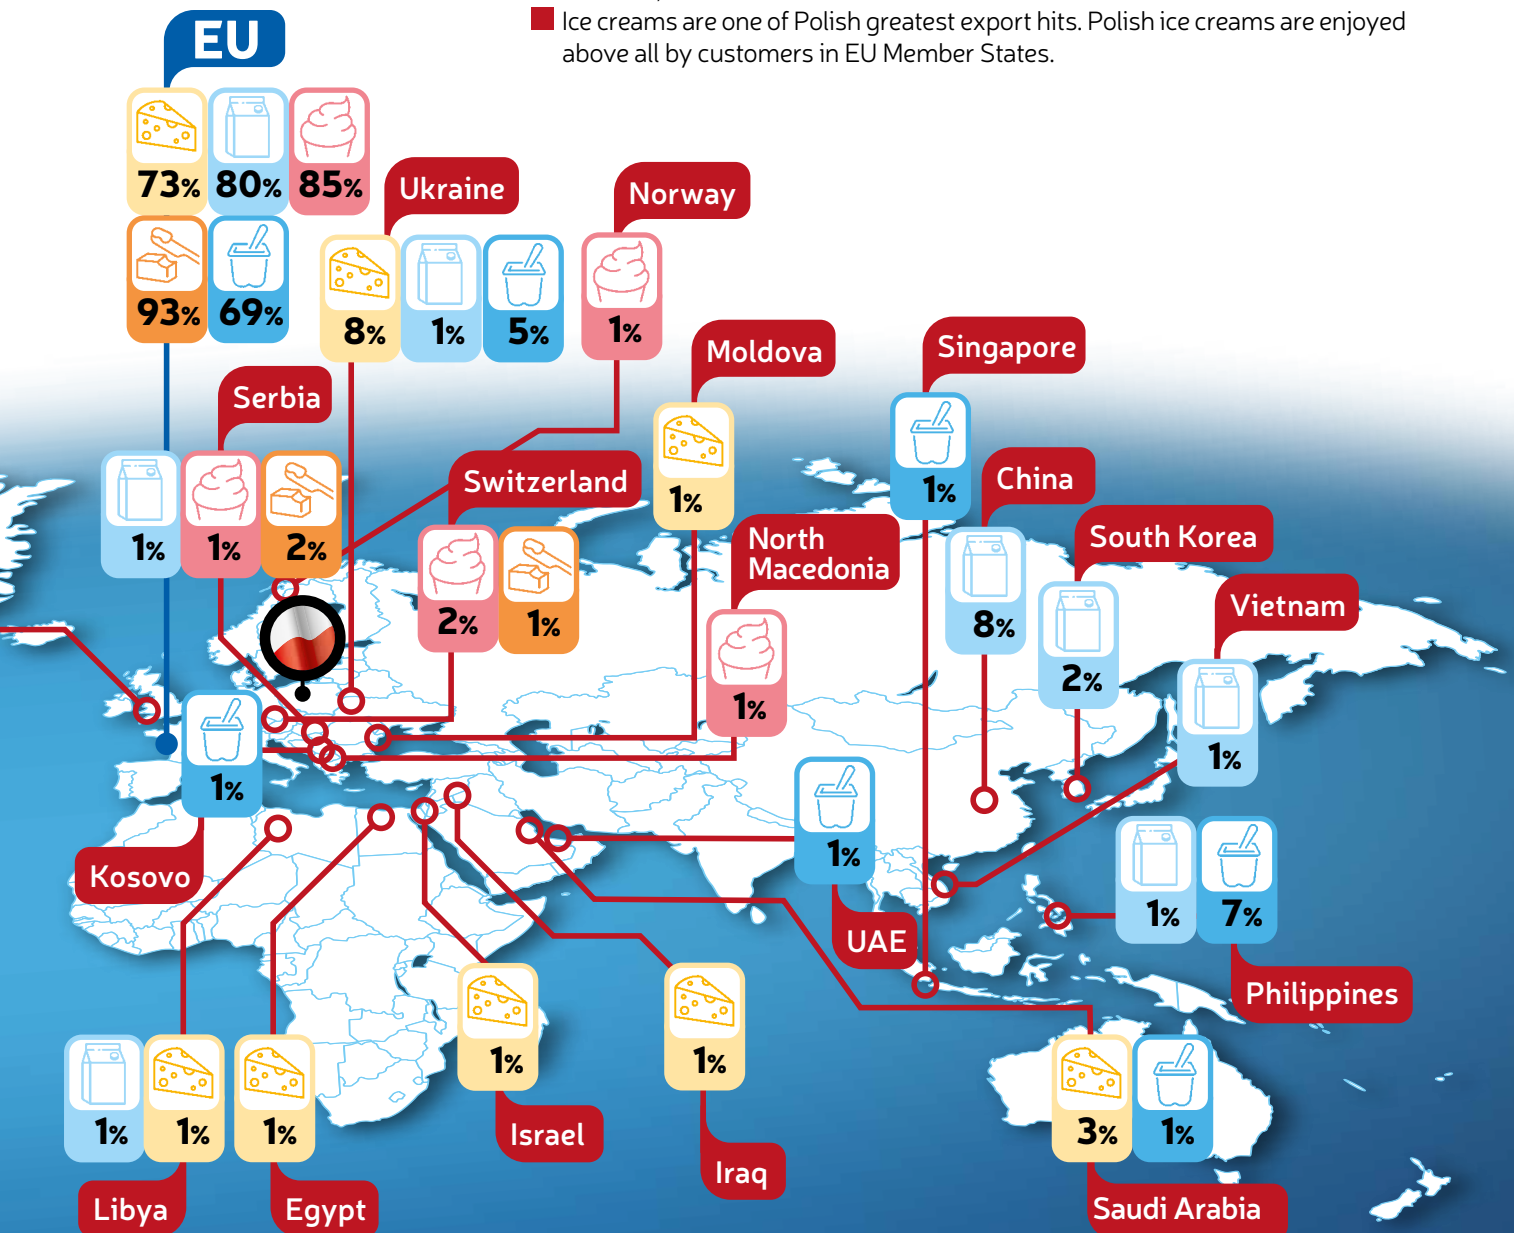 Ice creams are one of Polish greatest export hits. Polish ice creams are enjoyed
above all by customers in EU Member States.
EU
73% 80% 85%
93% 69%
Ukraine
8% 1% 5%
Norway
1%
Moldova
1%
Singapore
1%
Serbia
1% 1% 2%
Switzerland
2% 1%
North
Macedonia
1%
China
8%
South Korea
2%
Vietnam
1%
1%
Kosovo
1%
UAE
1% 7%
Philippines
1% 1%
Libya
1%
Egypt
1%
Israel
1%
Iraq
3% 1%
Saudi Arabia